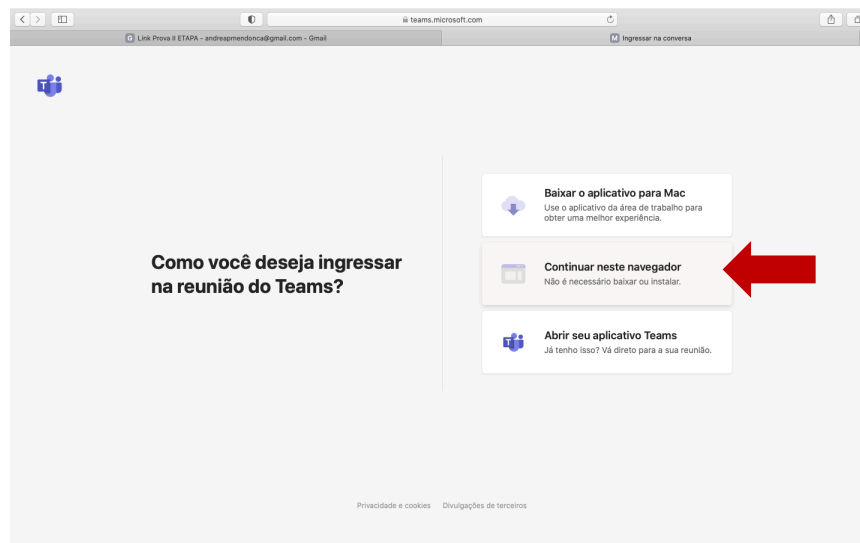 teams.microsoft.com
G Link Prova II ETAPA - andreapmendonca@gmail.com - Gmail
M Ingressar na conversa
T
Como você deseja ingressar
na reunião do Teams?
Baixar o aplicativo para Mac
Use o aplicativo da área de trabalho para
obter uma melhor experiência.
Continuar neste navegador
Não é necessário baixar ou instalar.
T
Abrir seu aplicativo Teams
Já tenho isso? Vá direto para a sua reunião.
Privacidade e cookies Divulgações de terceiros